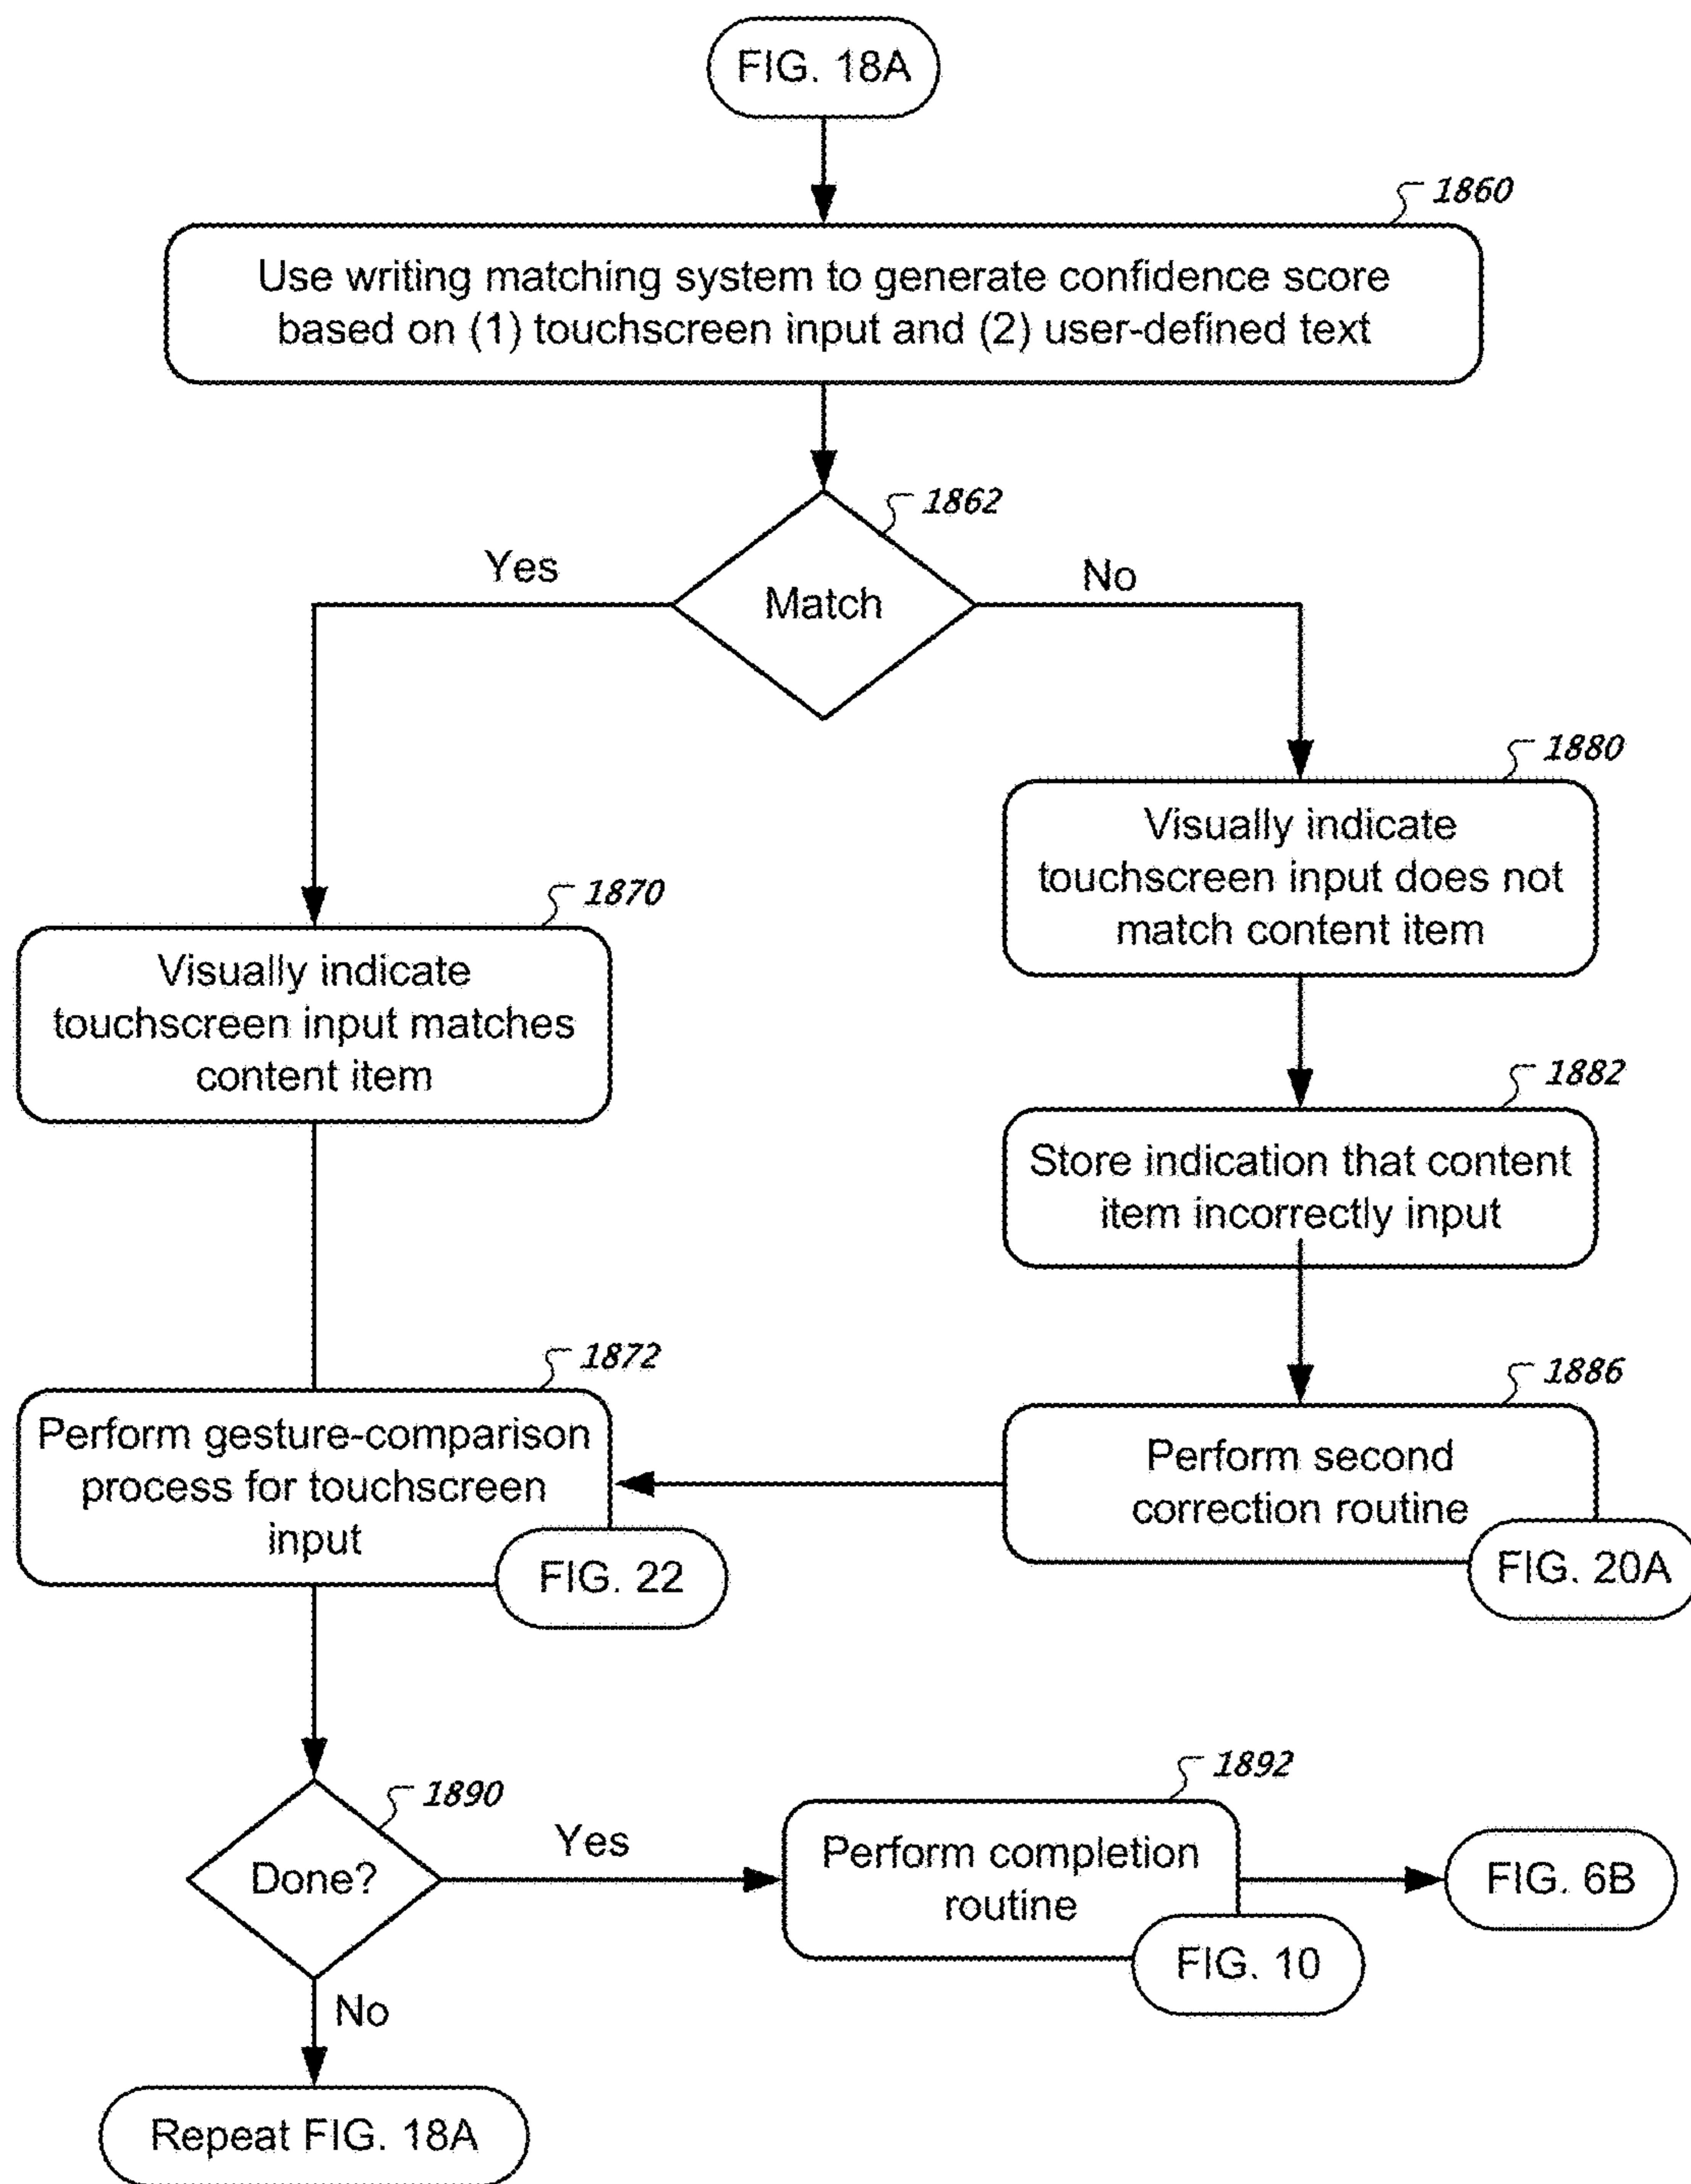 FIG. 18A
1860
Use writing matching system to generate confidence score
based on (1) touchscreen input and (2) user-defined text
1862
Yes
No
Match
1880
Visually indicate
touchscreen input does not
match content item
1870
Visually indicate
touchscreen input matches
content item
1882
Store indication that content
item incorrectly input
1872
Perform gesture-comparison
process for touchscreen
input
FIG. 22
1886
Perform second
correction routine
FIG. 20A
1890
Done?
Yes
1892
Perform completion
routine
FIG. 10
FIG. 6B
No
Repeat FIG. 18A